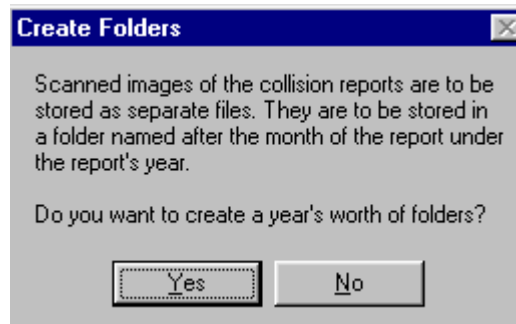 Create Folders
Scanned images of the collision reports are to be
stored as separate files. They are to be stored in
a folder named after the month of the report under
the report's year.
Do you want to create a year's worth of folders?
Yes No